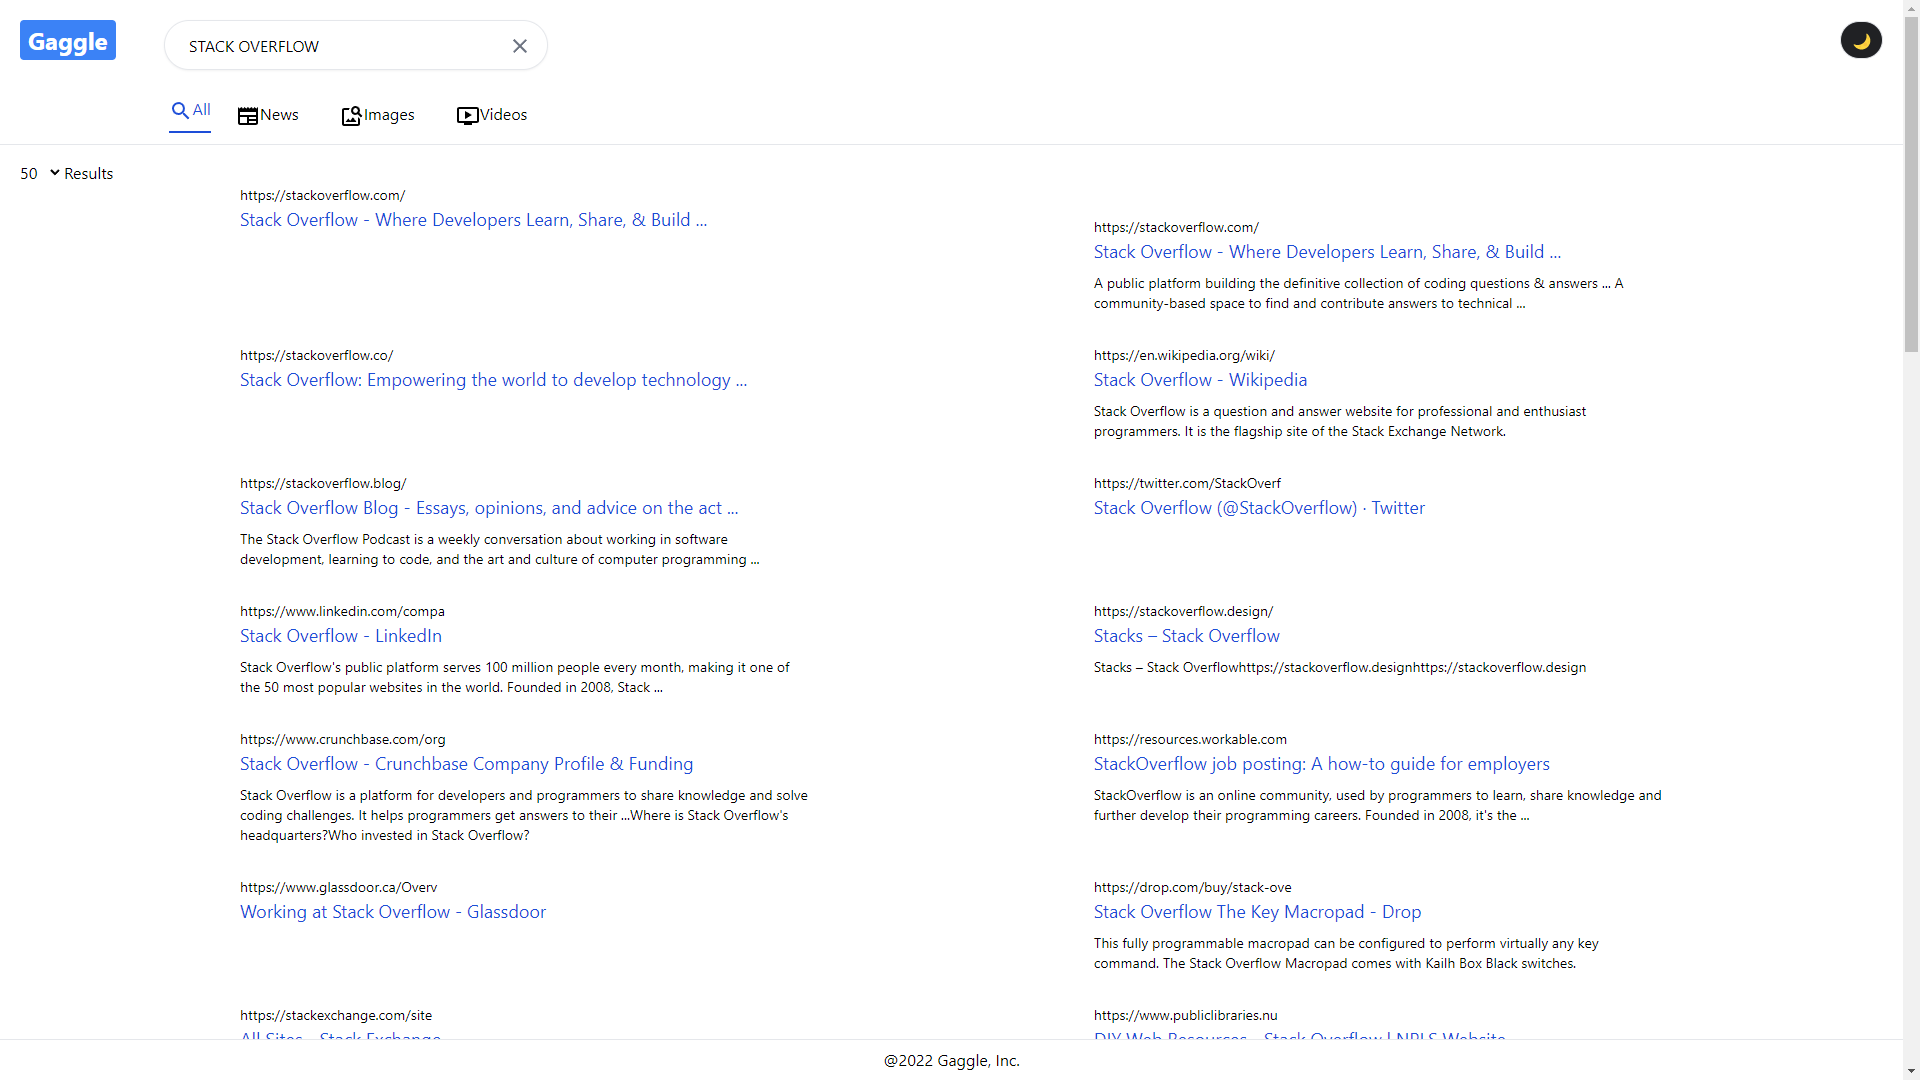 Gaggle
STACK OVERFLOW
All
News
Images
Videos
50 Results
https://stackoverflow.com/
Stack Overflow - Where Developers Learn, Share, & Build ...
https://stackoverflow.com/
Stack Overflow - Where Developers Learn, Share, & Build ...
A public platform building the definitive collection of coding questions & answers ... A
community-based space to find and contribute answers to technical ...
https://stackoverflow.co/
Stack Overflow: Empowering the world to develop technology ...
https://en.wikipedia.org/wiki/
Stack Overflow - Wikipedia
Stack Overflow is a question and answer website for professional and enthusiast
programmers. It is the flagship site of the Stack Exchange Network.
https://stackoverflow.blog/
Stack Overflow Blog - Essays, opinions, and advice on the act ...
The Stack Overflow Podcast is a weekly conversation about working in software
development, learning to code, and the art and culture of computer programming ...
https://twitter.com/StackOverf
Stack Overflow (@StackOverflow) · Twitter
https://www.linkedin.com/compa
Stack Overflow - LinkedIn
Stack Overflow's public platform serves 100 million people every month, making it one of
the 50 most popular websites in the world. Founded in 2008, Stack ...
https://stackoverflow.design/
Stacks – Stack Overflow
Stacks – Stack Overflowhttps://stackoverflow.designhttps://stackoverflow.design
https://www.crunchbase.com/org
Stack Overflow - Crunchbase Company Profile & Funding
Stack Overflow is a platform for developers and programmers to share knowledge and solve
coding challenges. It helps programmers get answers to their ...Where is Stack Overflow's
headquarters?Who invested in Stack Overflow?
https://resources.workable.com
StackOverflow job posting: A how-to guide for employers
StackOverflow is an online community, used by programmers to learn, share knowledge and
further develop their programming careers. Founded in 2008, it's the ...
https://www.glassdoor.ca/Overv
Working at Stack Overflow - Glassdoor
https://drop.com/buy/stack-ove
Stack Overflow The Key Macropad - Drop
This fully programmable macropad can be configured to perform virtually any key
command. The Stack Overflow Macropad comes with Kailh Box Black switches.
https://stackexchange.com/site
All Sites - Stack Exchange
https://www.publiclibraries.nu
DIY Web Resources - Stack Overflow | NPLS Website
@2022 Gaggle, Inc.